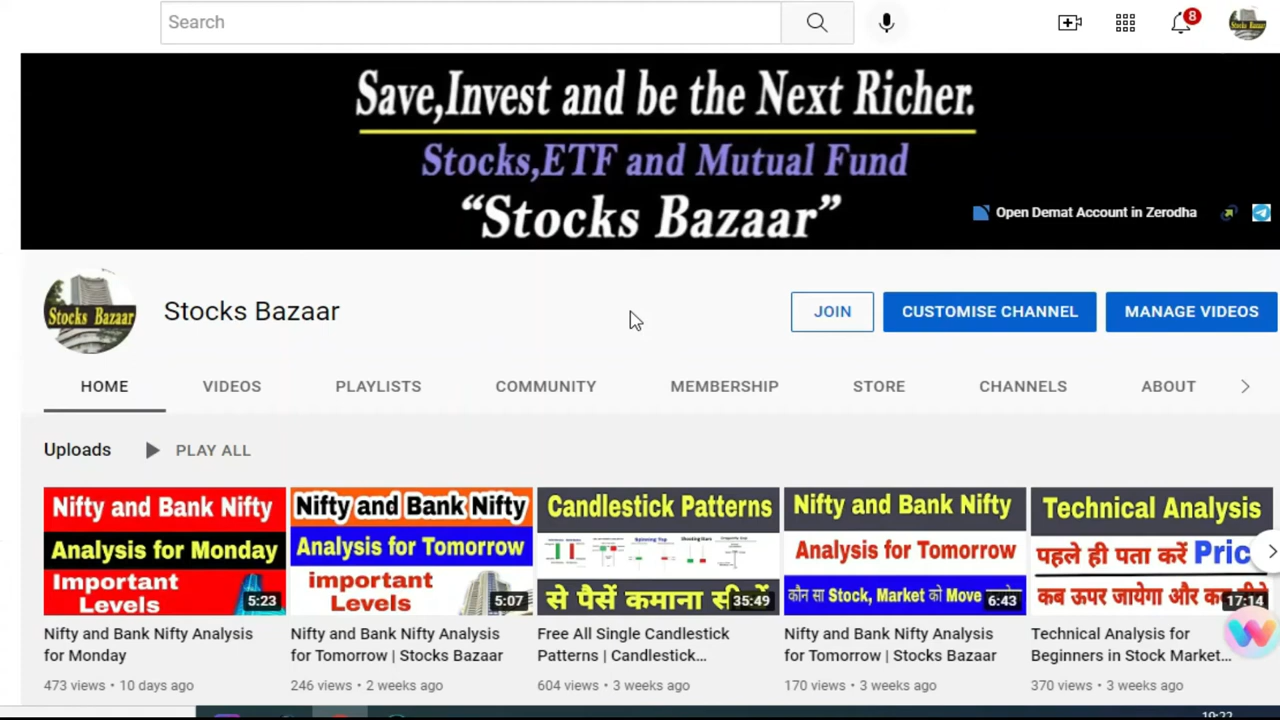 Search
8
Save,Invest and be the Next Richer.
Stocks,ETF and Mutual Fund
“Stocks Bazaar”
Open Demat Account in Zerodha
Stocks Bazaar
Stocks Bazaar
JOIN
CUSTOMISE CHANNEL
MANAGE VIDEOS
HOME
VIDEOS
PLAYLISTS
COMMUNITY
MEMBERSHIP
STORE
CHANNELS
ABOUT
Uploads
PLAY ALL
Nifty and Bank Nifty
Analysis for Monday
Important
Levels
5:23
Nifty and Bank Nifty Analysis
for Monday
473 views • 10 days ago
Nifty and Bank Nifty
Analysis for Tomorrow
important
Levels
5:07
Nifty and Bank Nifty Analysis
for Tomorrow | Stocks Bazaar
246 views • 2 weeks ago
Candlestick Patterns
Spinning Top
से पैसें कमाना
35:49
Free All Single Candlestick
Patterns | Candlestick...
604 views • 3 weeks ago
Nifty and Bank Nifty
Analysis for Tomorrow
कौन सा Stock, Market को Move
6:43
Nifty and Bank Nifty Analysis
for Tomorrow | Stocks Bazaar
170 views • 3 weeks ago
Technical Analysis
पहले ही पता करें Pric
कब ऊपर जायेगा और
17:14
Technical Analysis for
Beginners in Stock Market...
370 views • 3 weeks ago